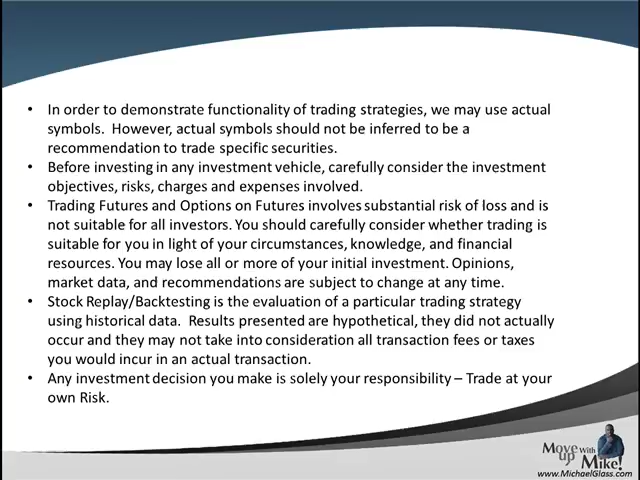 • In order to demonstrate functionality of trading strategies, we may use actual
symbols.  However, actual symbols should not be inferred to be a
recommendation to trade specific securities.
• Before investing in any investment vehicle, carefully consider the investment
objectives, risks, charges and expenses involved.
• Trading Futures and Options on Futures involves substantial risk of loss and is
not suitable for all investors. You should carefully consider whether trading is
suitable for you in light of your circumstances, knowledge, and financial
resources. You may lose all or more of your initial investment. Opinions,
market data, and recommendations are subject to change at any time.
• Stock Replay/Backtesting is the evaluation of a particular trading strategy
using historical data.  Results presented are hypothetical, they did not actually
occur and they may not take into consideration all transaction fees or taxes
you would incur in an actual transaction.
• Any investment decision you make is solely your responsibility – Trade at your
own Risk.
Move up With Mike!
www.MichaelGlass.com